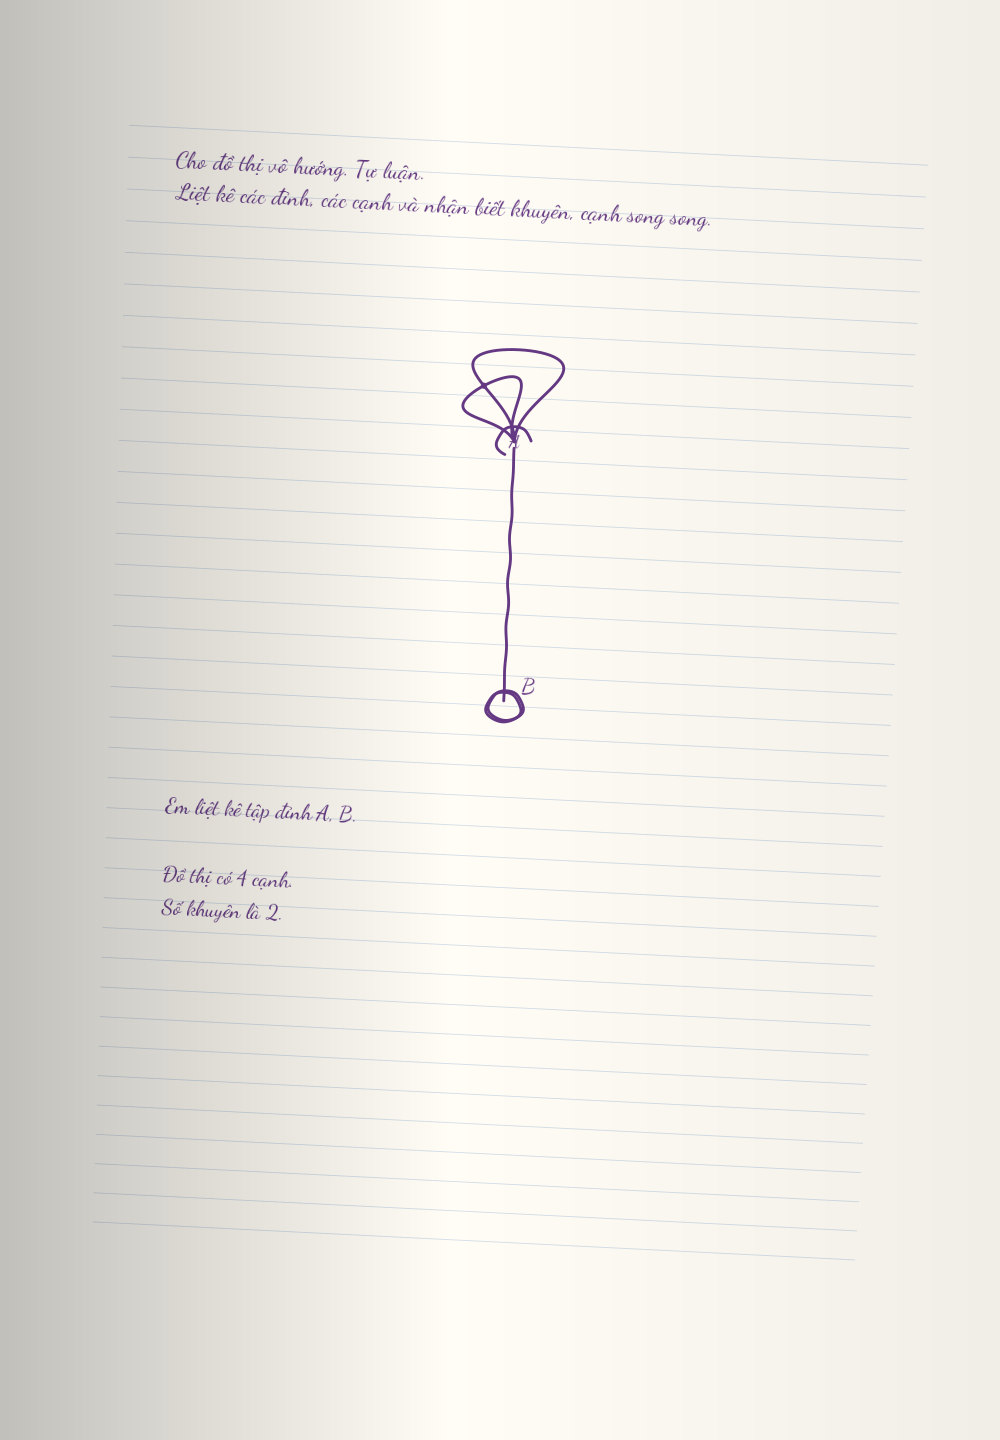 Cho đồ thị vô hướng. Tự luận.
Liệt kê các đỉnh, các cạnh và nhận biết khuyên, cạnh song song.
A
B
Em liệt kê tập đỉnh A, B.
Đồ thị có 4 cạnh.
Số khuyên là 2.